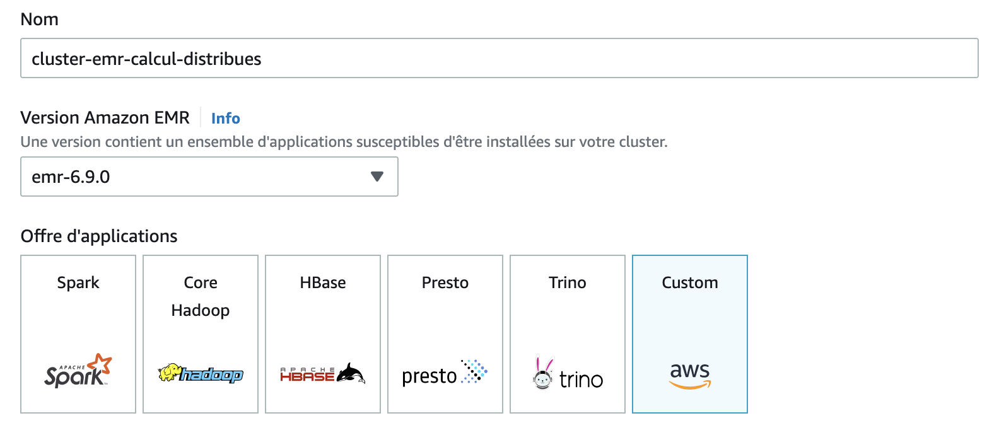 Nom
cluster-emr-calcul-distribues
Version Amazon EMR Info
Une version contient un ensemble d'applications susceptibles d'être installées sur votre cluster.
emr-6.9.0
Offre d'applications
Spark
Core
Hadoop
HBase
Presto
Trino
Custom
APACHE
Spark™
hadoop
APACHE
HBASE
presto
trino
aws